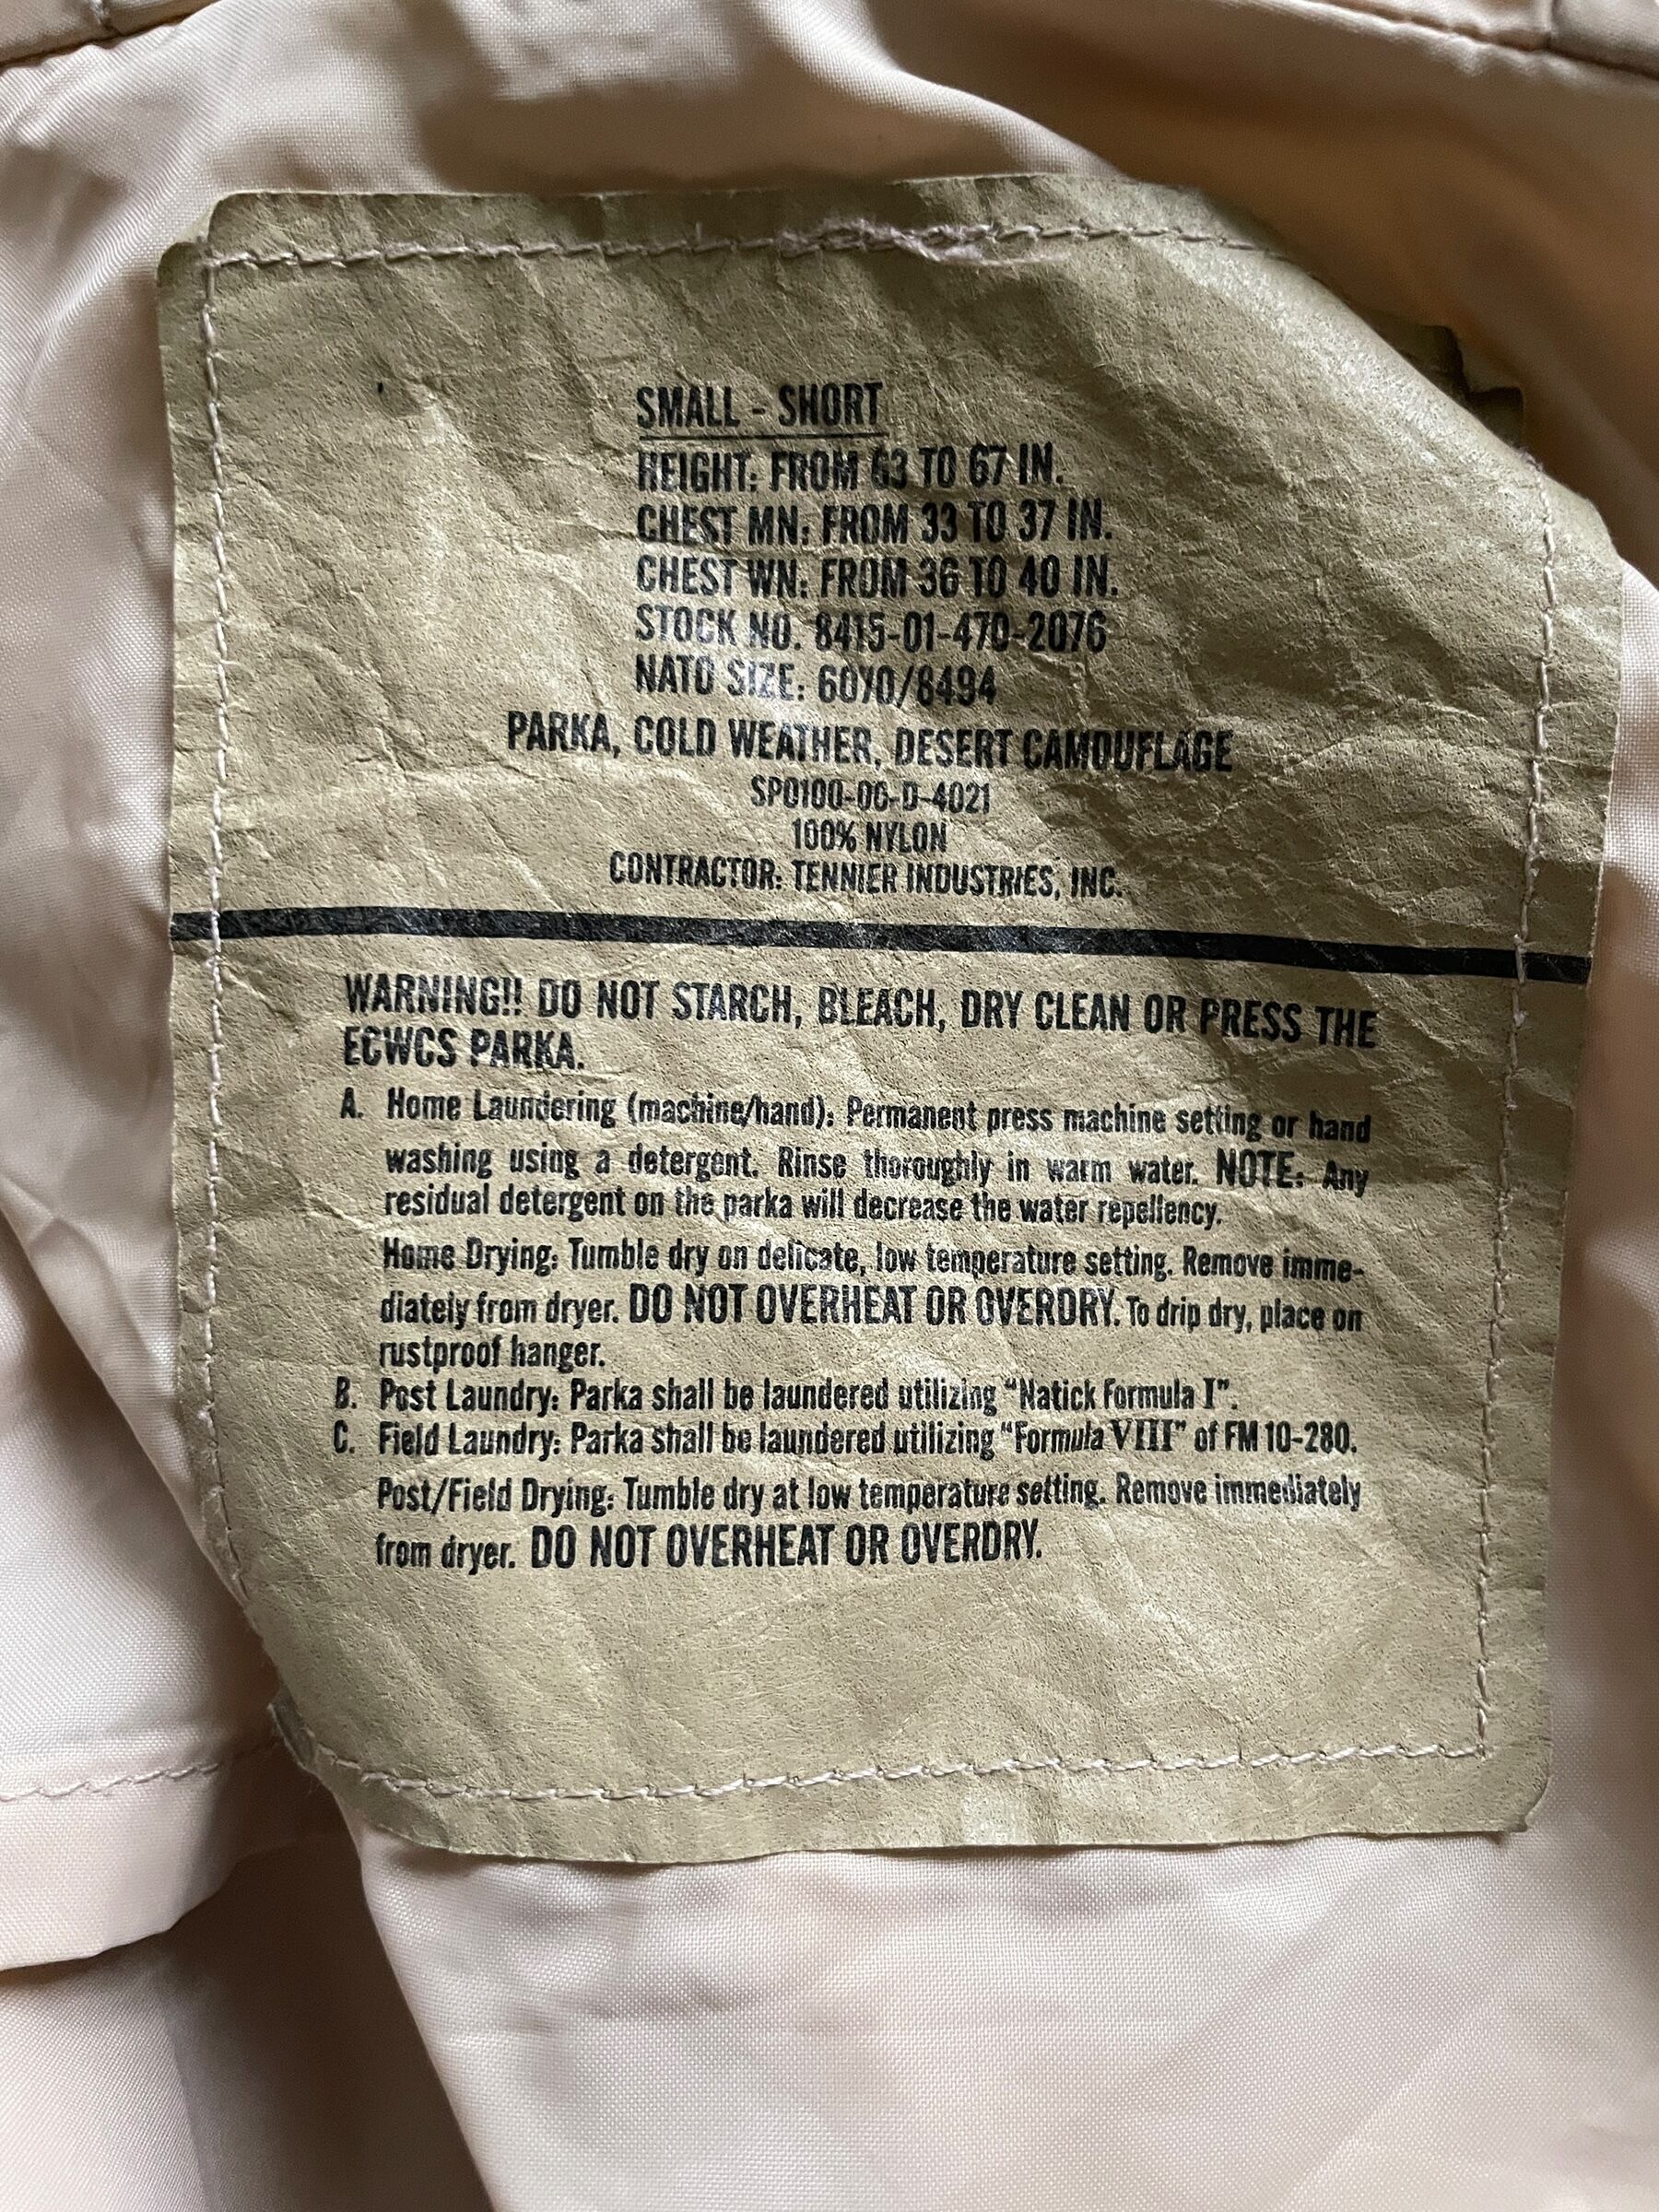 SMALL - SHORT
HEIGHT: FROM 63 TO 67 IN.
CHEST MN: FROM 33 TO 37 IN.
CHEST WN: FROM 36 TO 40 IN.
STOCK NO. 8415-01-470-2076
NATO SIZE: 6070/8494
PARKA, COLD WEATHER, DESERT CAMOUFLAGE
SP0100-00-D-4021
100% NYLON
CONTRACTOR: TENNIER INDUSTRIES, INC.
WARNING!! DO NOT STARCH, BLEACH, DRY CLEAN OR PRESS THE
ECWCS PARKA.
A. Home Laundering (machine/hand): Permanent press machine setting or hand
washing using a detergent. Rinse thoroughly in warm water. NOTE: Any
residual detergent on the parka will decrease the water repellency.
Home Drying: Tumble dry on delicate, low temperature setting. Remove imme-
diately from dryer. DO NOT OVERHEAT OR OVERDRY. To drip dry, place on
rustproof hanger.
B. Post Laundry: Parka shall be laundered utilizing "Natick Formula I".
C. Field Laundry: Parka shall be laundered utilizing "Formula VIII" of FM 10-280.
Post/Field Drying: Tumble dry at low temperature setting. Remove immediately
from dryer. DO NOT OVERHEAT OR OVERDRY.